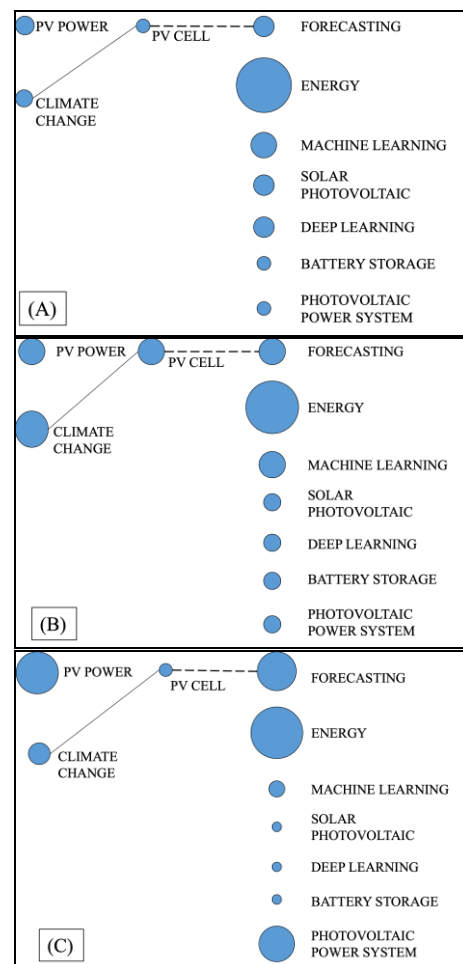 PV POWER
PV CELL
FORECASTING
CLIMATE
CHANGE
ENERGY
MACHINE LEARNING
SOLAR
PHOTOVOLTAIC
DEEP LEARNING
BATTERY STORAGE
PHOTOVOLTAIC
POWER SYSTEM
(A)
PV POWER
PV CELL
FORECASTING
CLIMATE
CHANGE
ENERGY
MACHINE LEARNING
SOLAR
PHOTOVOLTAIC
DEEP LEARNING
BATTERY STORAGE
PHOTOVOLTAIC
POWER SYSTEM
(B)
PV POWER
PV CELL
FORECASTING
CLIMATE
CHANGE
ENERGY
MACHINE LEARNING
SOLAR
PHOTOVOLTAIC
DEEP LEARNING
BATTERY STORAGE
PHOTOVOLTAIC
POWER SYSTEM
(C)